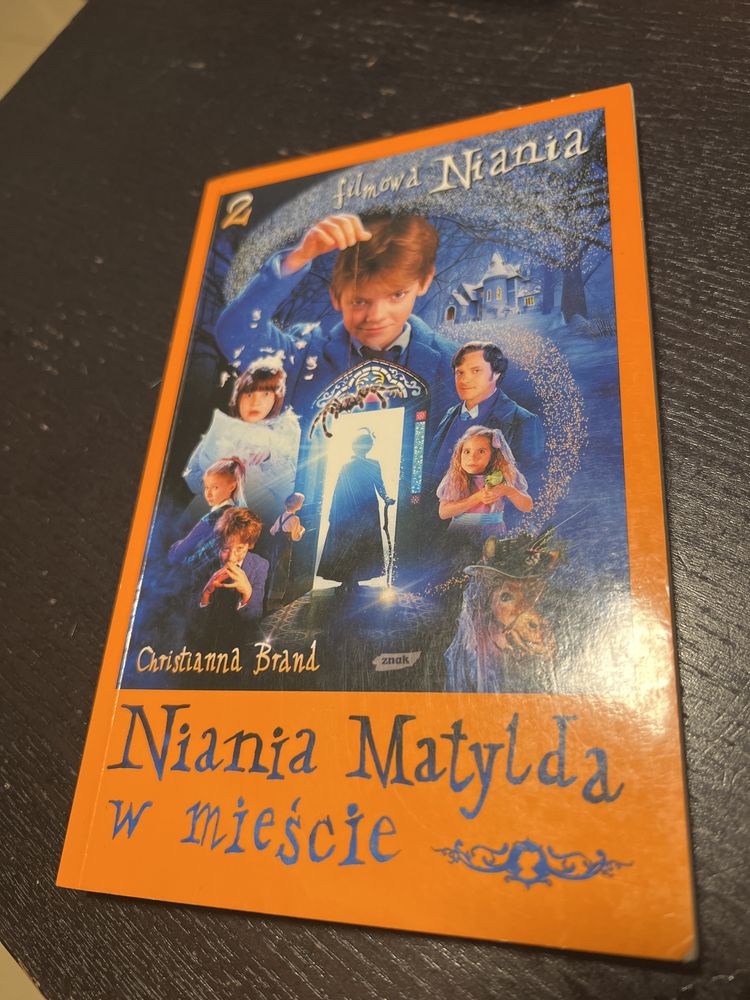 2
filmowa Niania
Christianna Brand
znak
Niania Matylda
w mieście